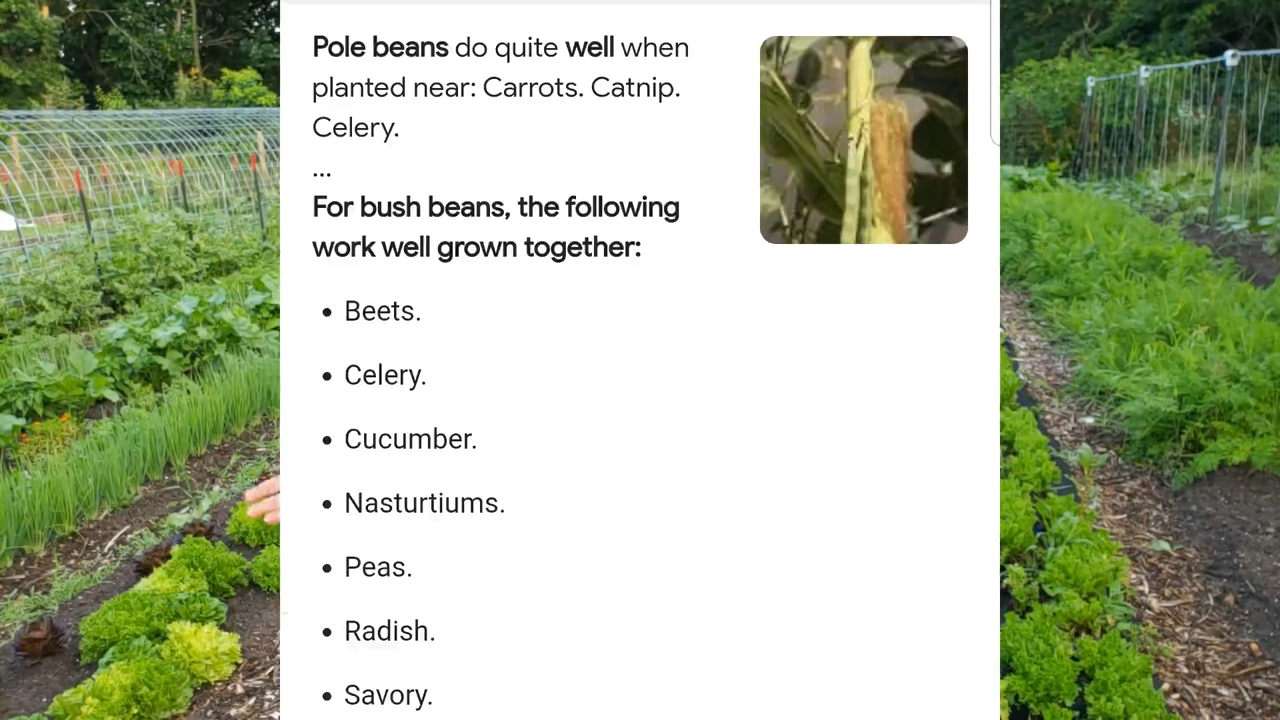 Pole beans do quite well when
planted near: Carrots. Catnip.
Celery.
...
For bush beans, the following
work well grown together:
• Beets.
• Celery.
• Cucumber.
• Nasturtiums.
• Peas.
• Radish.
• Savory.